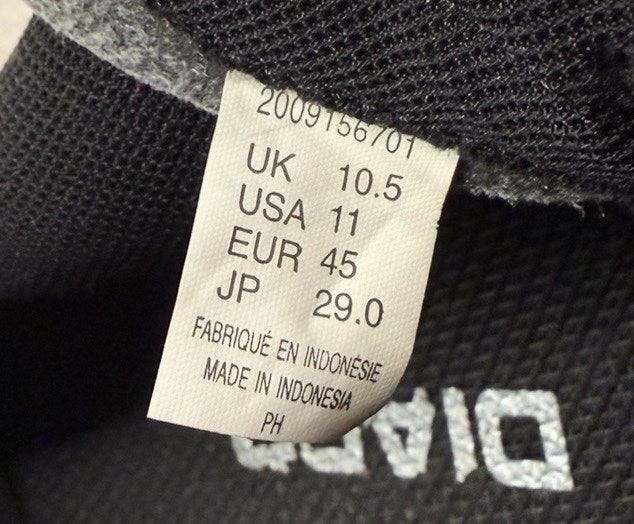 2009156701
UK 10.5
USA 11
EUR 45
JP 29.0
FABRIQUÉ EN INDONÉSIE
MADE IN INDONESIA
PH